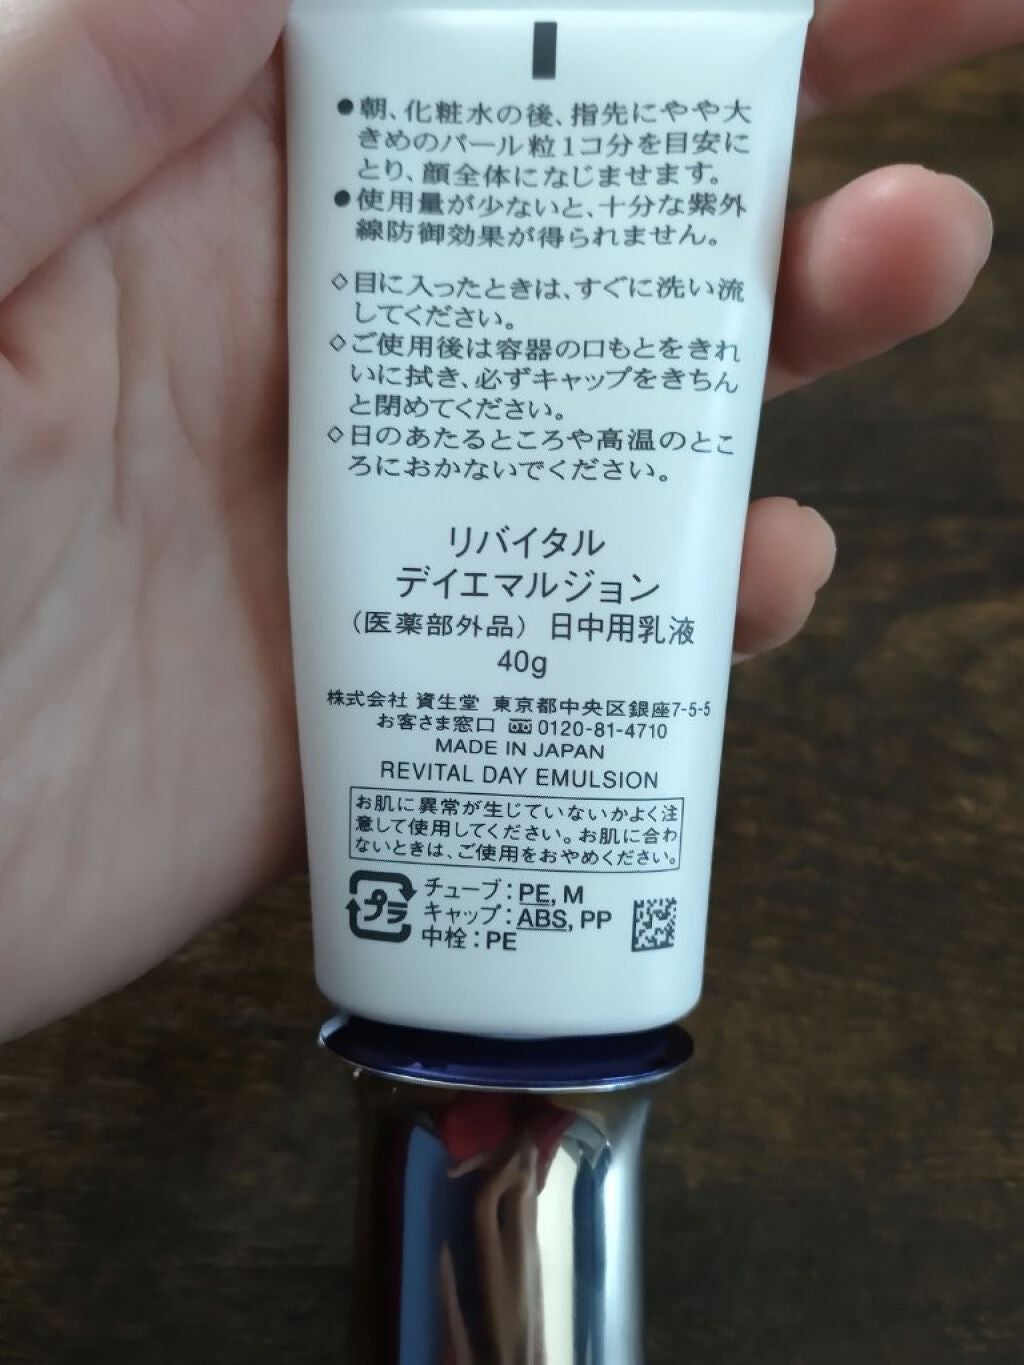 ●朝、化粧水の後、指先にやや大
きめのパール粒1コ分を目安に
とり、顔全体になじませます。
●使用量が少ないと、十分な紫外
線防御効果が得られません。
◇目に入ったときは、すぐに洗い流
してください。
◇ご使用後は容器の口もとをきれ
いに拭き、必ずキャップをきちん
と閉めてください。
◇日のあたるところや高温のとこ
ろにおかないでください。
リバイタル
デイエマルジョン
（医薬部外品）日中用乳液
40g
株式会社 資生堂 東京都中央区銀座7-5-5
お客さま窓口 0120-81-4710
MADE IN JAPAN
REVITAL DAY EMULSION
お肌に異常が生じていないかよく注
意して使用してください。お肌に合わ
ないときは、ご使用をおやめください。
プラ
チューブ：PE, M
キャップ：ABS, PP
中栓：PE